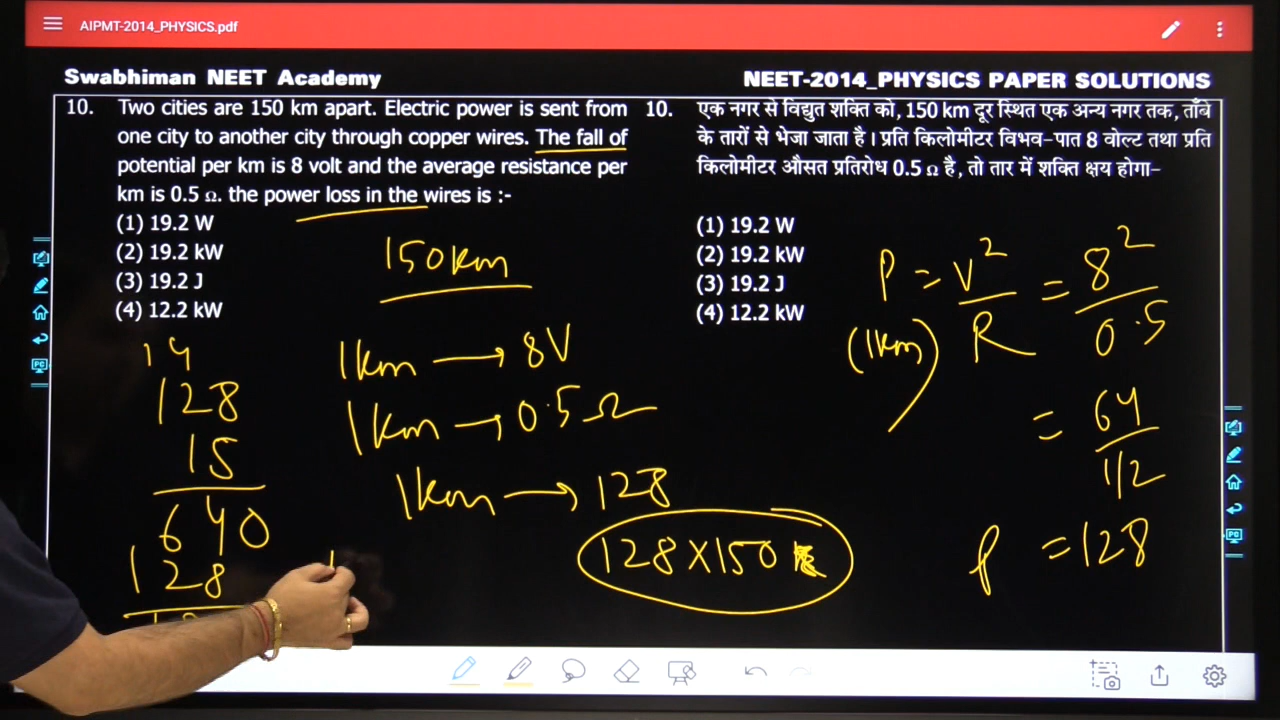 AIPMT-2014_PHYSICS.pdf
Swabhiman NEET Academy
NEET-2014_PHYSICS PAPER SOLUTIONS
10. Two cities are 150 km apart. Electric power is sent from
one city to another city through copper wires. The fall of
potential per km is 8 volt and the average resistance per
km is 0.5 Ω. the power loss in the wires is :-
(1) 19.2 W
(2) 19.2 kW
(3) 19.2 J
(4) 12.2 kW
10. एक नगर से विद्युत शक्ति को, 150 km दूर स्थित एक अन्य नगर तक, ताँबे
के तारों से भेजा जाता है। प्रति किलोमीटर विभव-पात 8 वोल्ट तथा प्रति
किलोमीटर औसत प्रतिरोध 0.5 Ω है, तो तार में शक्ति क्षय होगा-
(1) 19.2 W
(2) 19.2 kW
(3) 19.2 J
(4) 12.2 kW
150km
1km → 8V
1km → 0.5 Ω
1km → 128
128×150
14
128
15
640
128
P = V²/R = 8²/0.5
(1km)
= 64/1/2
P = 128
PC
PC